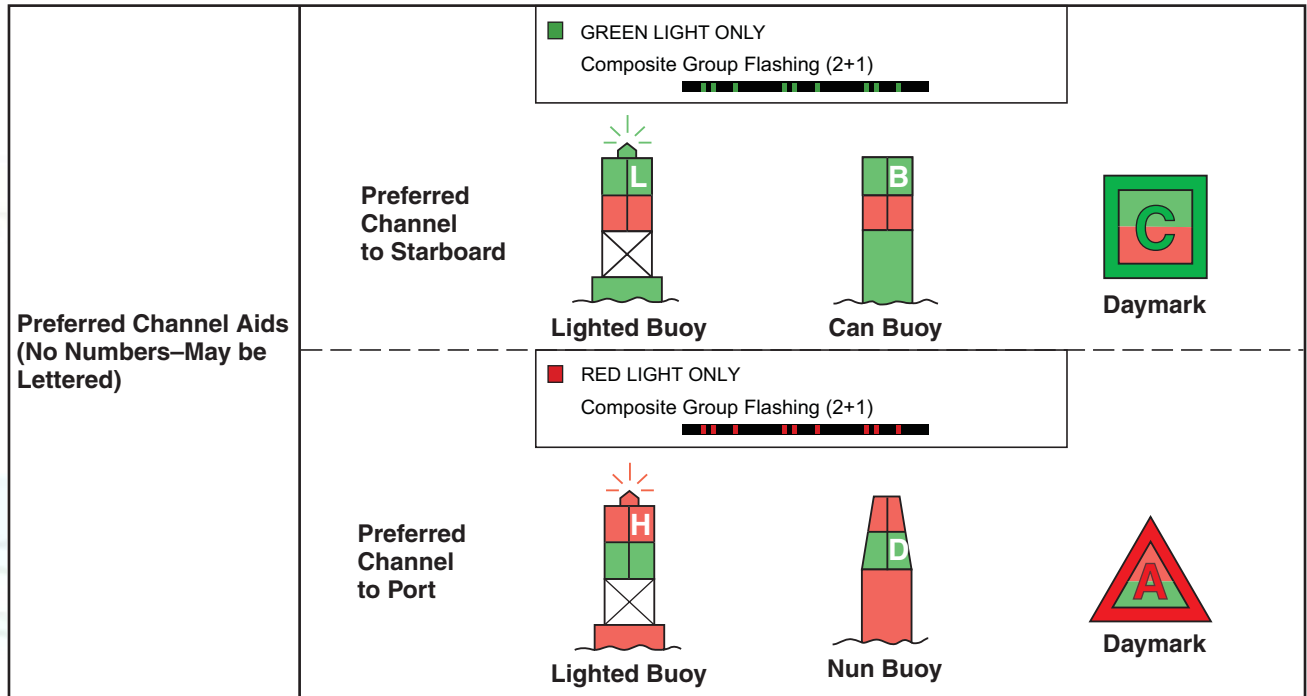 Preferred Channel Aids
(No Numbers–May be
Lettered)
GREEN LIGHT ONLY
Composite Group Flashing (2+1)
Preferred
Channel
to Starboard
L
B
C
Lighted Buoy
Can Buoy
Daymark
RED LIGHT ONLY
Composite Group Flashing (2+1)
Preferred
Channel
to Port
H
D
A
Lighted Buoy
Nun Buoy
Daymark